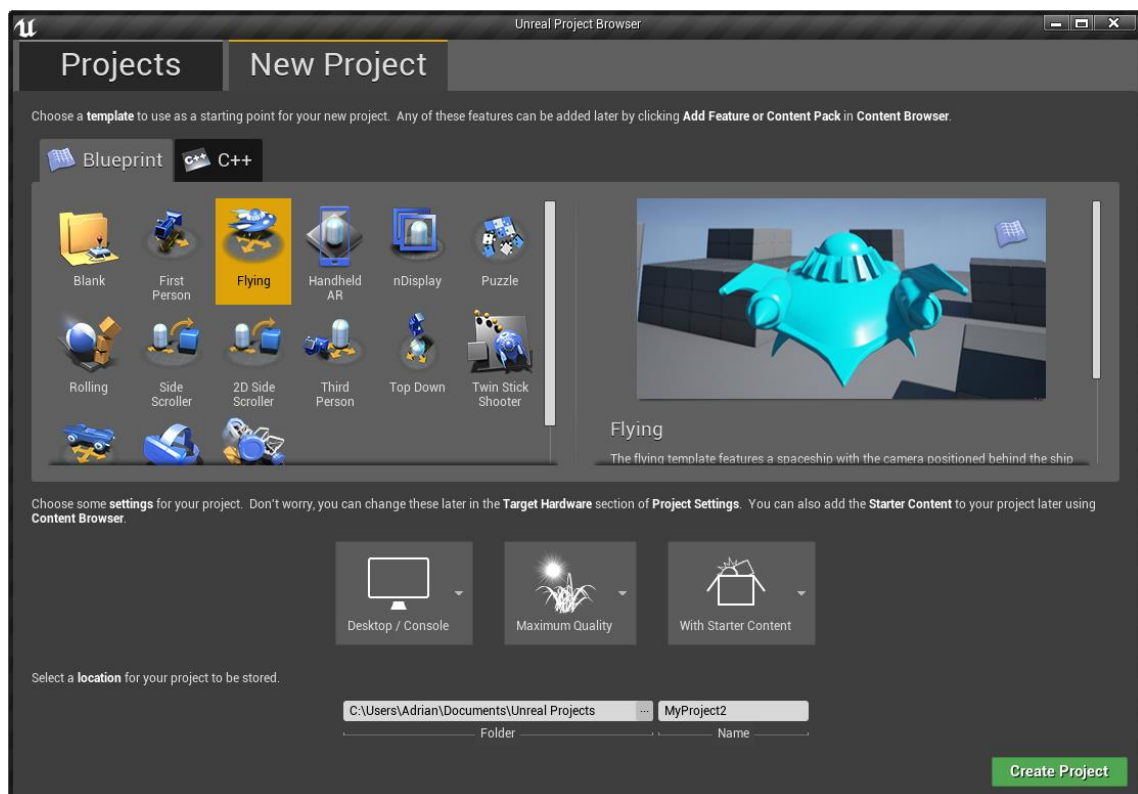 Unreal Project Browser
Projects
New Project
Choose a template to use as a starting point for your new project. Any of these features can be added later by clicking Add Feature or Content Pack in Content Browser.
Blueprint
C++
C++
Blank
First
Person
Flying
Handheld
AR
nDisplay
Puzzle
Rolling
Side
Scroller
2D Side
Scroller
Third
Person
Top Down
Twin Stick
Shooter
Flying
The flying template features a spaceship with the camera positioned behind the ship
Choose some settings for your project. Don't worry, you can change these later in the Target Hardware section of Project Settings. You can also add the Starter Content to your project later using
Content Browser.
Desktop / Console
Maximum Quality
With Starter Content
Select a location for your project to be stored.
C:\Users\Adrian\Documents\Unreal Projects
...
MyProject2
Folder
Name
Create Project